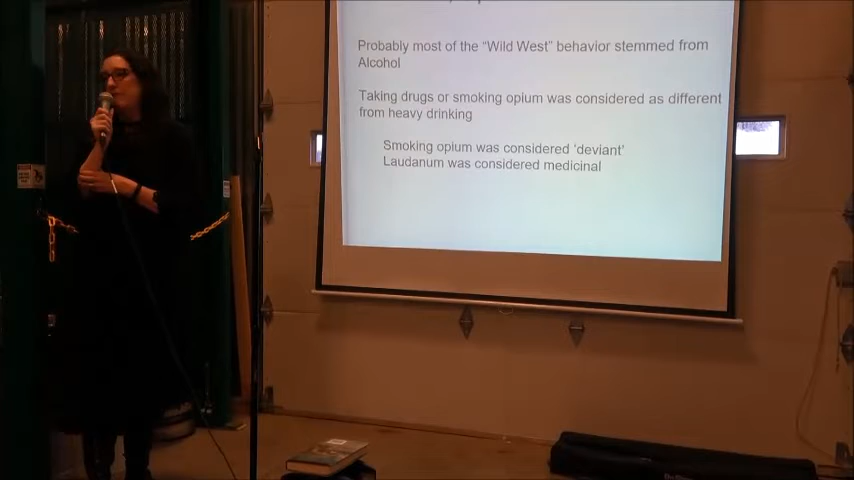 Probably most of the “Wild West” behavior stemmed from
Alcohol
Taking drugs or smoking opium was considered as different
from heavy drinking
Smoking opium was considered ‘deviant’
Laudanum was considered medicinal